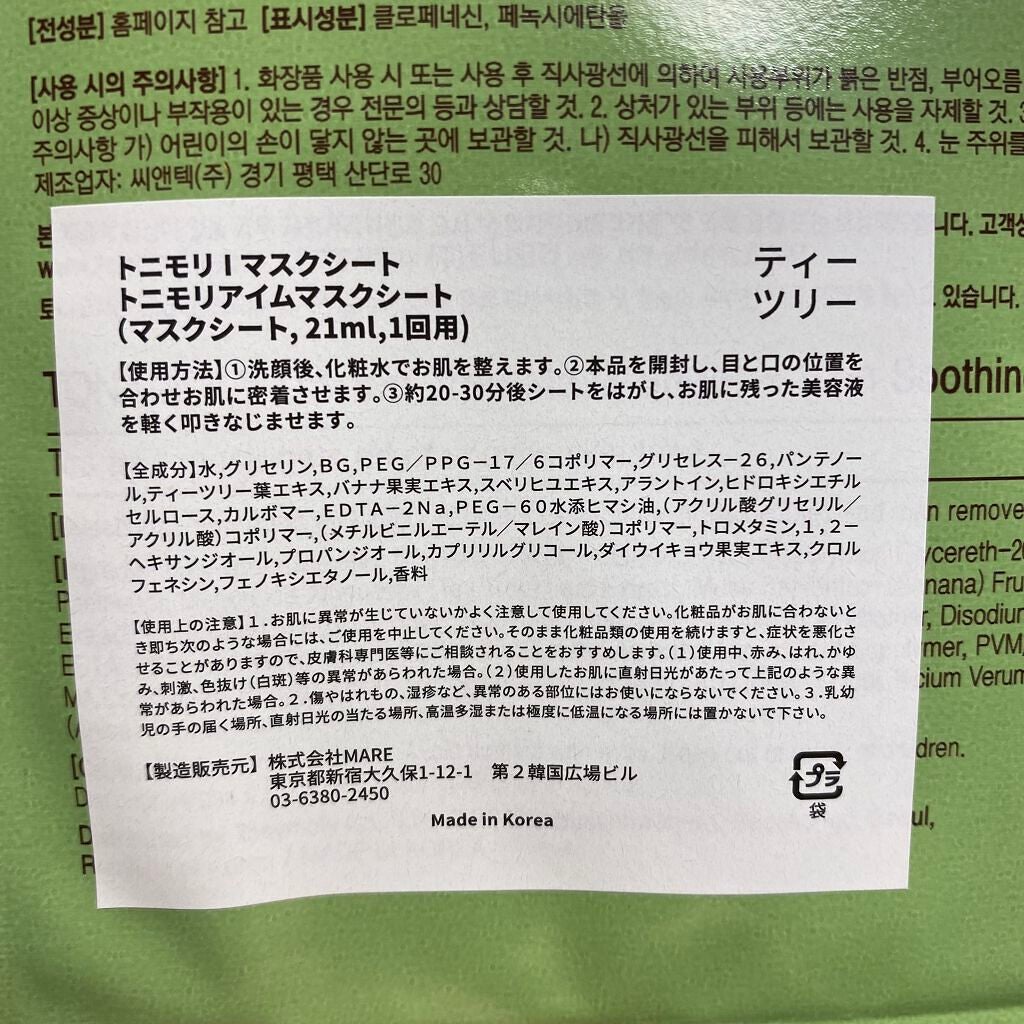 [전성분] 홈페이지 참고 [표시성분] 클로페네신, 페녹시에탄올
[사용 시의 주의사항] 1. 화장품 사용 시 또는 사용 후 직사광선에 의하여 사용부위가 붉은 반점, 부어오름
이상 증상이나 부작용이 있는 경우 전문의 등과 상담할 것. 2. 상처가 있는 부위 등에는 사용을 자제할 것. 3
주의사항 가) 어린이의 손이 닿지 않는 곳에 보관할 것. 나) 직사광선을 피해서 보관할 것. 4. 눈 주위를
제조업자: 씨앤텍(주) 경기 평택 산단로 30
니다. 고객상
있습니다.
トニモリ I マスクシート
トニモリアイムマスクシート
(マスクシート, 21ml,1回用)
ティー
ツリー
【使用方法】①洗顔後、化粧水でお肌を整えます。②本品を開封し、目と口の位置を
合わせお肌に密着させます。③約20-30分後シートをはがし、お肌に残った美容液
を軽く叩きなじませます。
【全成分】水,グリセリン,BG,PEG／PPG－17／6コポリマー,グリセレス－26,パンテノー
ル,ティーツリー葉エキス,バナナ果実エキス,スベリヒユエキス,アラントイン,ヒドロキシエチル
セルロース,カルボマー,EDTA－2Na,PEG－60水添ヒマシ油,（アクリル酸グリセリル／
アクリル酸）コポリマー,（メチルビニルエーテル／マレイン酸）コポリマー,トロメタミン,1,2－
ヘキサンジオール,プロパンジオール,カプリリルグリコール,ダイウイキョウ果実エキス,クロル
フェネシン,フェノキシエタノール,香料
【使用上の注意】１．お肌に異常が生じていないかよく注意して使用してください。化粧品がお肌に合わないと
き即ち次のような場合には、ご使用を中止してください。そのまま化粧品類の使用を続けますと、症状を悪化さ
せることがありますので、皮膚科専門医等にご相談されることをおすすめします。（１）使用中、赤み、はれ、かゆ
み、刺激、色抜け（白斑）等の異常があらわれた場合。（２）使用したお肌に直射日光があたって上記のような異
常があらわれた場合。２．傷やはれもの、湿疹など、異常のある部位にはお使いにならないでください。３．乳幼
児の手の届く場所、直射日光の当たる場所、高温多湿または極度に低温になる場所には置かないで下さい。
【製造販売元】 株式会社MARE
東京都新宿大久保1-12-1　第２韓国広場ビル
03-6380-2450
Made in Korea
プラ
袋
oothing
n remove
ycereth-26
nana) Fru
r, Disodium
mer, PVM/
cium Verum
dren.
ul,